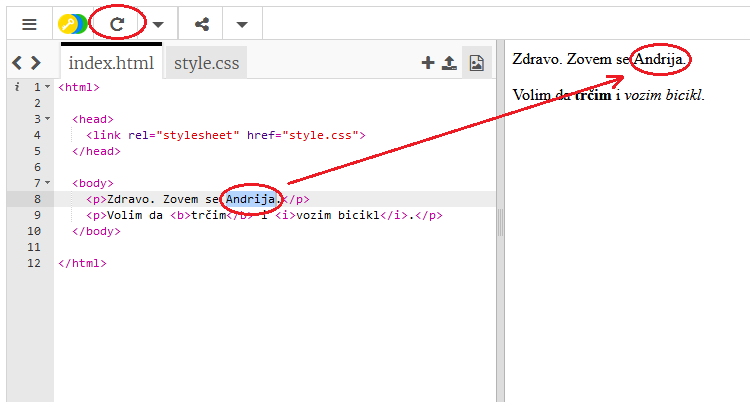 index.html style.css
i 1 <html>
2
3 <head>
4 <link rel="stylesheet" href="style.css">
5 </head>
6
7 <body>
8 <p>Zdravo. Zovem se Andrija.</p>
9 <p>Volim da <b>trčim</b> i <i>vozim bicikl</i>.</p>
10 </body>
11
12 </html>
Zdravo. Zovem se Andrija.
Volim da trčim i vozim bicikl.